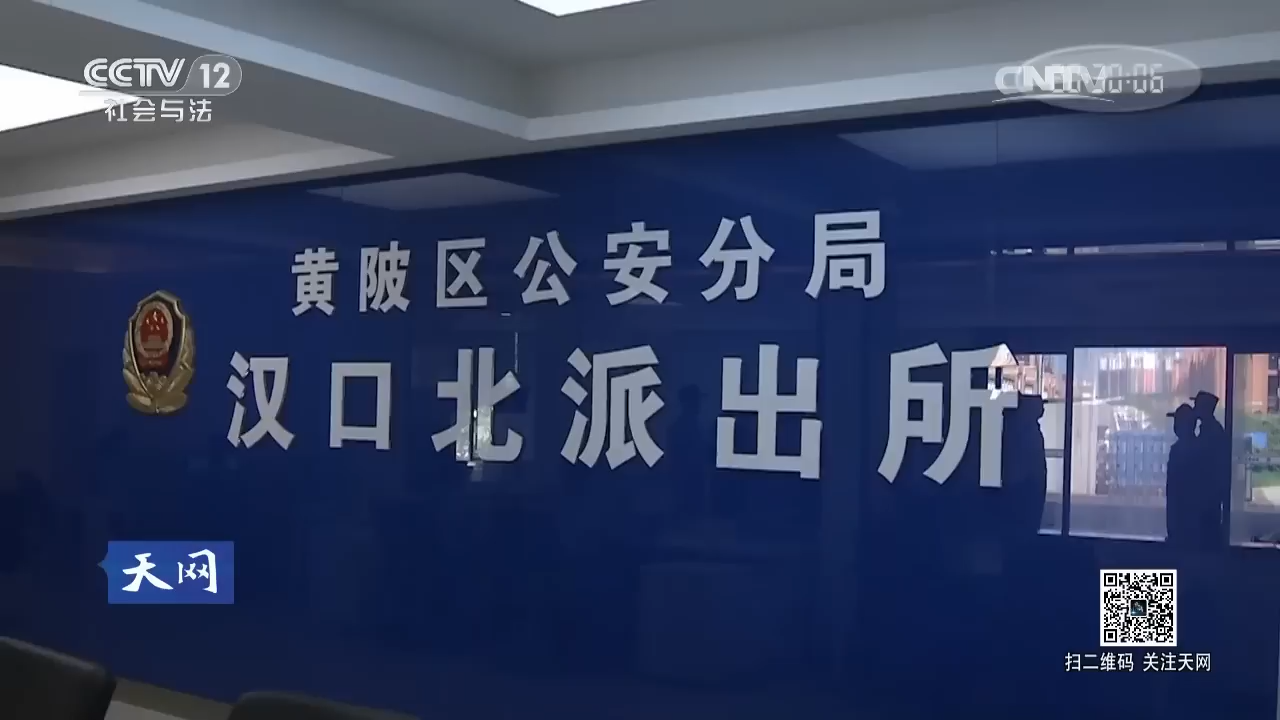 CCTV 12
社会与法
黄陂区公安分局
汉口北派出所
天网
扫二维码 关注天网